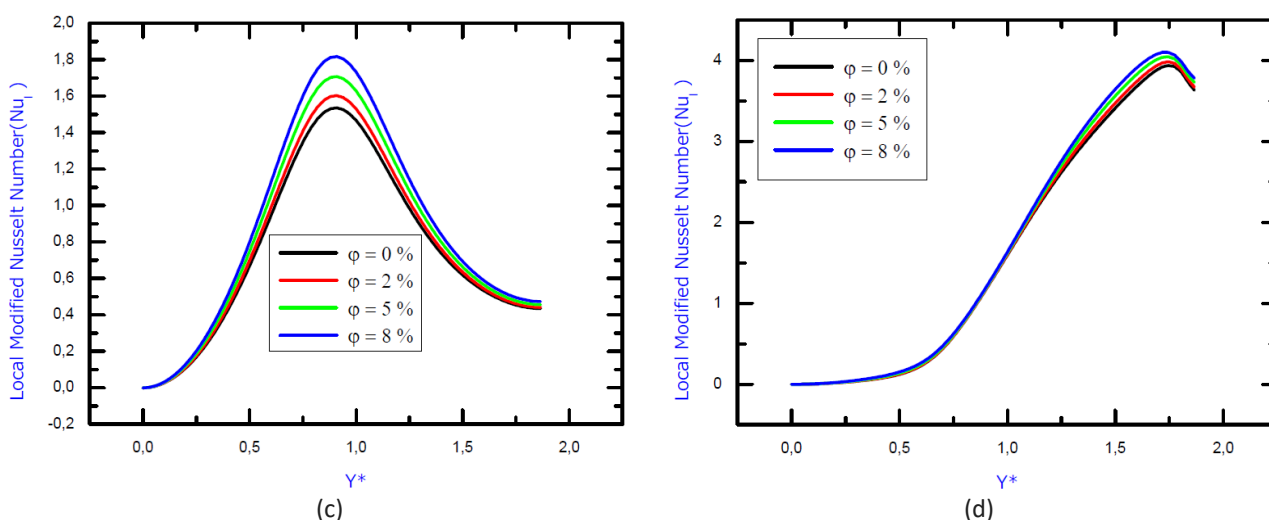 Local Modified Nusselt Number(Nu_l )
2,0
1,8
1,6
1,4
1,2
1,0
0,8
0,6
0,4
0,2
0,0
-0,2
φ = 0 %
φ = 2 %
φ = 5 %
φ = 8 %
0,0 0,5 1,0 1,5 2,0
Y*
(c)
Local Modified Nusselt Number(Nu_l )
4
3
2
1
0
φ = 0 %
φ = 2 %
φ = 5 %
φ = 8 %
0,0 0,5 1,0 1,5 2,0
Y*
(d)